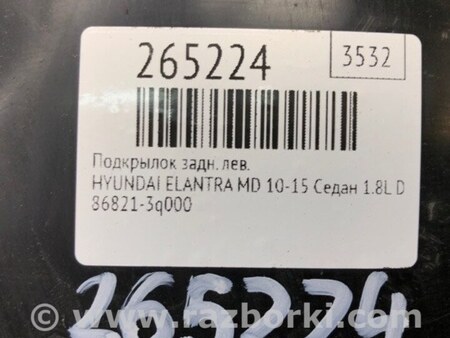 265224
3532
Подкрылок задн. лев.
HYUNDAI ELANTRA MD 10-15 Седан 1.8L D
86821-3q000
265224
© www.razborki.com